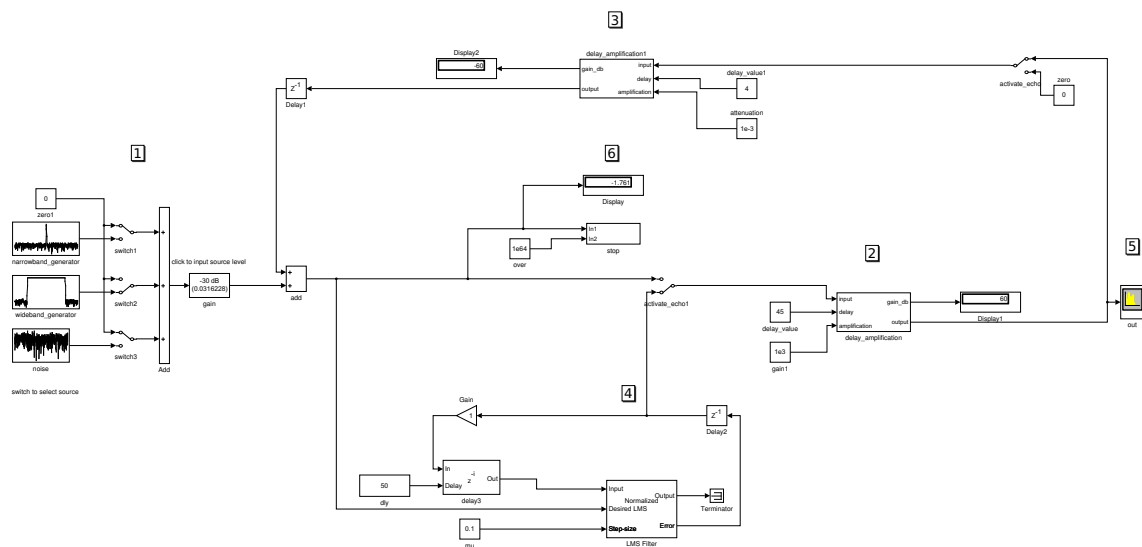 3
Display2
-60
delay_amplification1
gain_db
input
delay
output
amplification
delay_value1
4
attenuation
1e-3
activate_echo
zero
0
Z-1
Delay1
1
6
-1.761
Display
In1
In2
stop
1e64
over
0
zero1
narrowband_generator
switch1
click to input source level
-30 dB
(0.0316228)
gain
wideband_generator
switch2
noise
switch3
Add
switch to select source
add
activate_echo1
2
input
gain_db
delay
output
amplification
delay_amplification
45
delay_value
1e3
gain1
60
Display1
5
out
4
Gain
1
Z-1
Delay2
In
Out
Delay
z-i
delay3
50
dly
Input
Output
Normalized
Desired LMS
Step-size
Error
LMS Filter
Terminator
0.1
mu